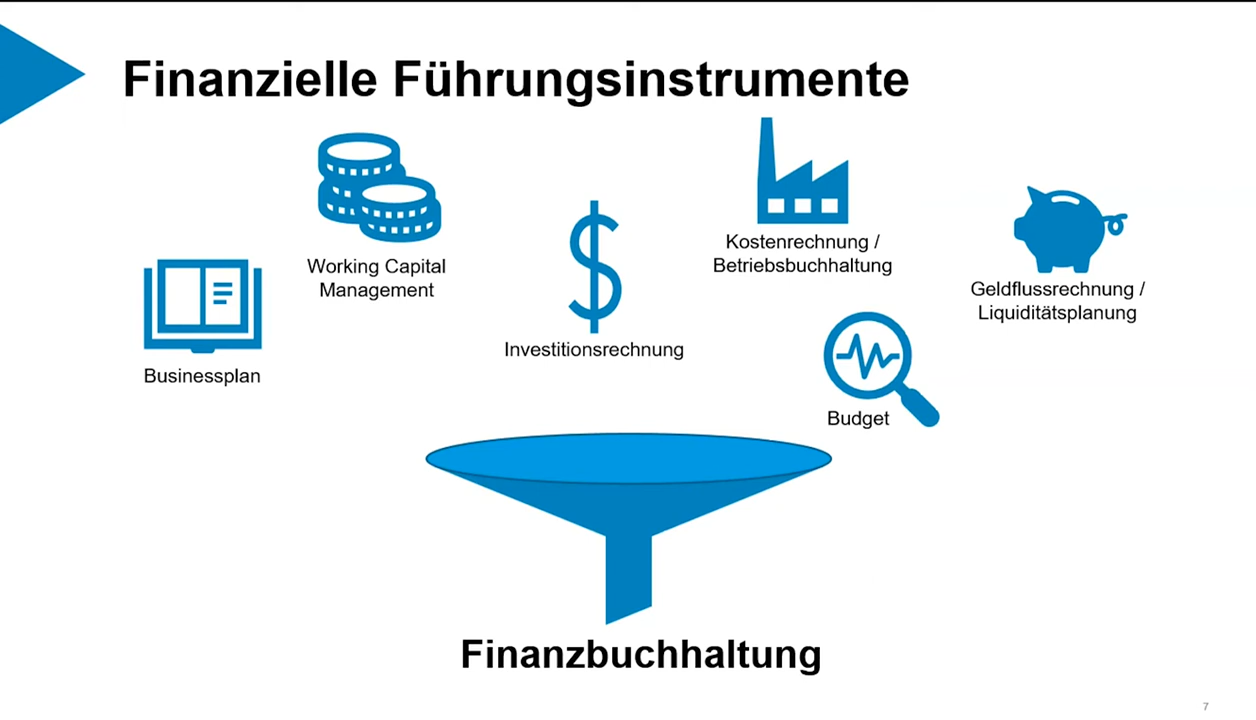 Finanzielle Führungsinstrumente
Working Capital
Management
Businessplan
Investitionsrechnung
Kostenrechnung /
Betriebsbuchhaltung
Geldflussrechnung /
Liquiditätsplanung
Budget
Finanzbuchhaltung
7